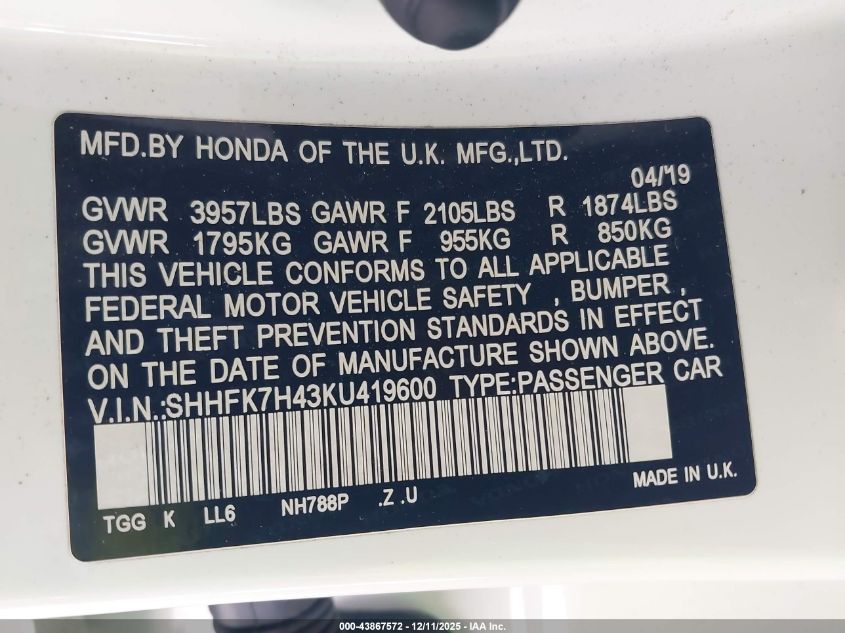 MFD.BY HONDA OF THE U.K. MFG.,LTD.
04/19
GVWR 3957LBS GAWR F 2105LBS R 1874LBS
GVWR 1795KG GAWR F 955KG R 850KG
THIS VEHICLE CONFORMS TO ALL APPLICABLE
FEDERAL MOTOR VEHICLE SAFETY , BUMPER ,
AND THEFT PREVENTION STANDARDS IN EFFECT
ON THE DATE OF MANUFACTURE SHOWN ABOVE.
V.I.N.:SHHFK7H43KU419600 TYPE:PASSENGER CAR
MADE IN U.K.
TGG K LL6 NH788P .Z .U
000-43867572 - 12/11/2025 - IAA Inc.